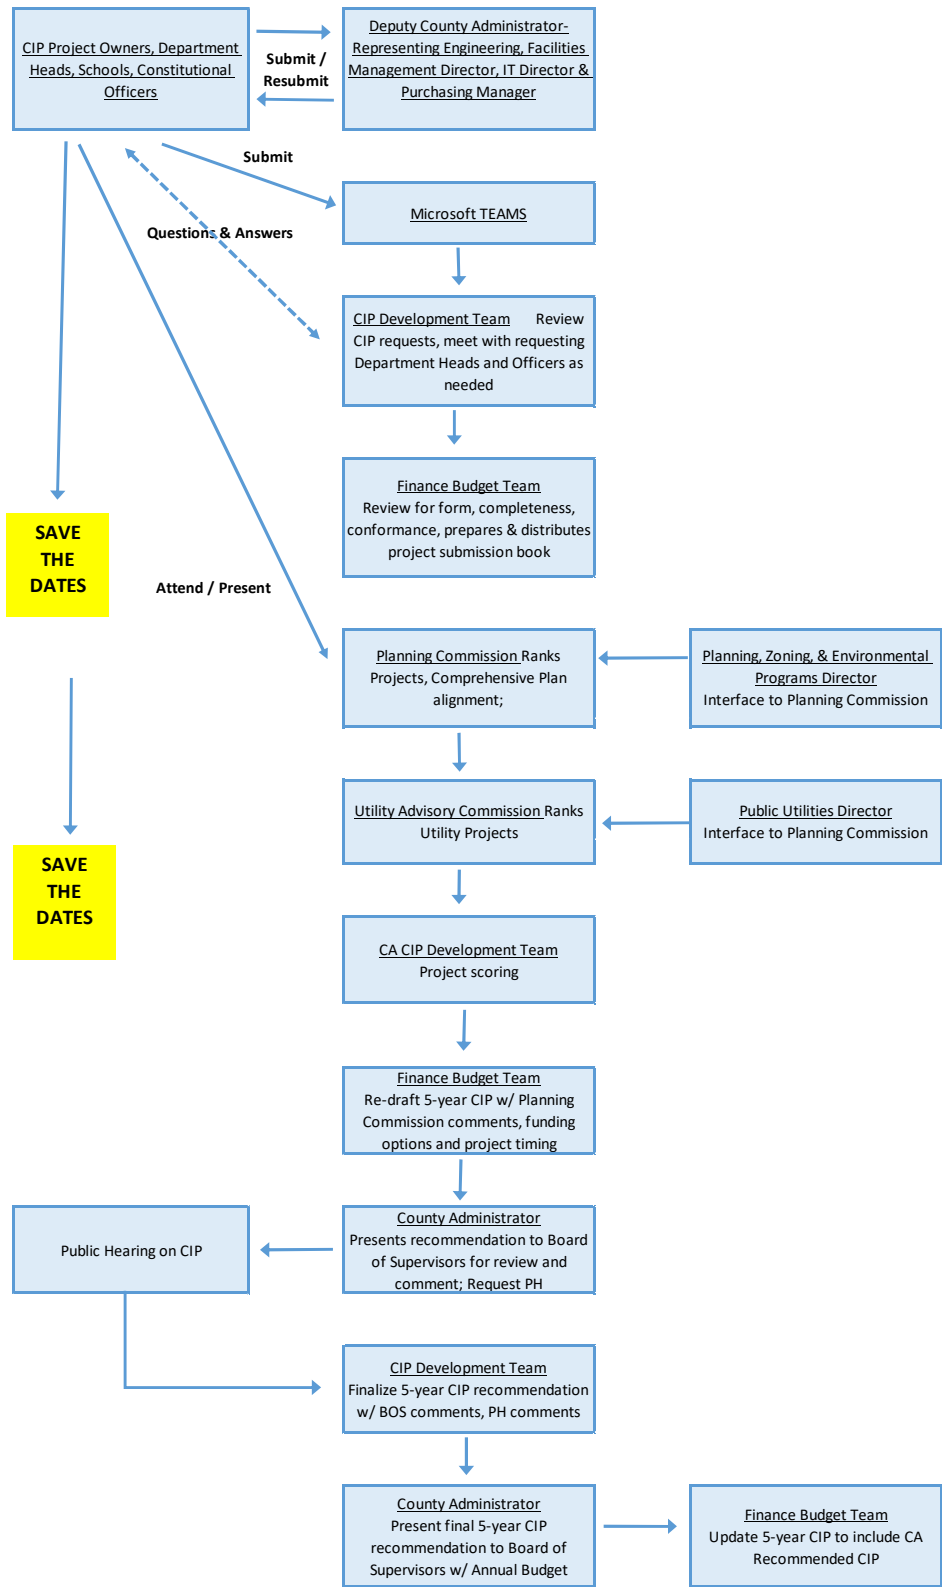 CIP Project Owners, Department
Heads, Schools, Constitutional
Officers
Submit /
Resubmit
Deputy County Administrator-
Representing Engineering, Facilities
Management Director, IT Director &
Purchasing Manager
Submit
Microsoft TEAMS
Questions & Answers
CIP Development Team Review
CIP requests, meet with requesting
Department Heads and Officers as
needed
Finance Budget Team
Review for form, completeness,
conformance, prepares & distributes
project submission book
SAVE
THE
DATES
Attend / Present
Planning Commission Ranks
Projects, Comprehensive Plan
alignment;
Planning, Zoning, & Environmental
Programs Director
Interface to Planning Commission
Utility Advisory Commission Ranks
Utility Projects
Public Utilities Director
Interface to Planning Commission
SAVE
THE
DATES
CA CIP Development Team
Project scoring
Finance Budget Team
Re-draft 5-year CIP w/ Planning
Commission comments, funding
options and project timing
County Administrator
Presents recommendation to Board
of Supervisors for review and
comment; Request PH
Public Hearing on CIP
CIP Development Team
Finalize 5-year CIP recommendation
w/ BOS comments, PH comments
County Administrator
Present final 5-year CIP
recommendation to Board of
Supervisors w/ Annual Budget
Finance Budget Team
Update 5-year CIP to include CA
Recommended CIP